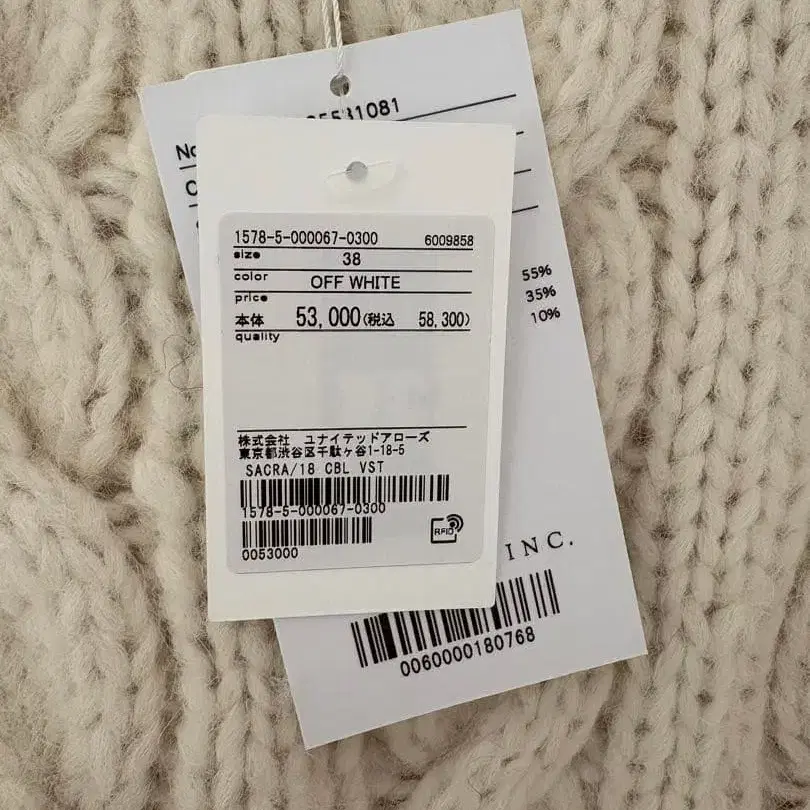 5531081
No
C
55%
35%
10%
1578-5-000067-0300 6009858
size 38
color OFF WHITE
price
本体 53,000(税込 58,300)
quality
株式会社 ユナイテッドアローズ
東京都渋谷区千駄ヶ谷1-18-5
SACRA/18 CBL VST
1578-5-000067-0300
0053000
RFID
INC.
0060000180768